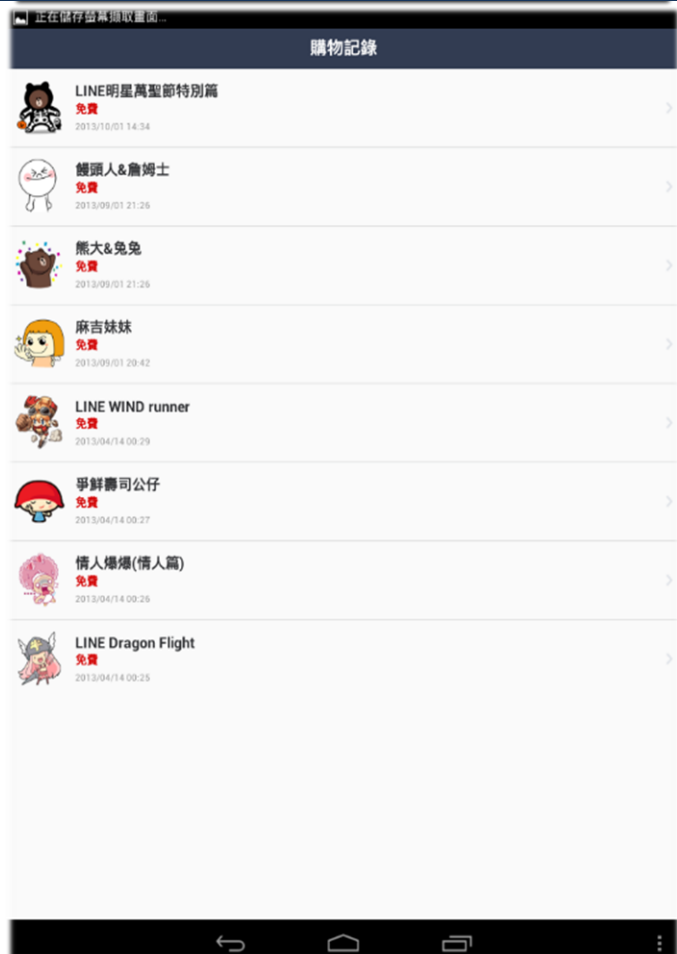 正在儲存螢幕擷取畫面...
購物記錄
LINE明星萬聖節特別篇
免費
2013/10/01 14:34
饅頭人&詹姆士
免費
2013/09/01 21:26
熊大&兔兔
免費
2013/09/01 21:26
麻吉妹妹
免費
2013/09/01 20:42
LINE WIND runner
免費
2013/04/14 00:29
爭鮮壽司公仔
免費
2013/04/14 00:27
情人爆爆(情人篇)
免費
2013/04/14 00:26
LINE Dragon Flight
免費
2013/04/14 00:25